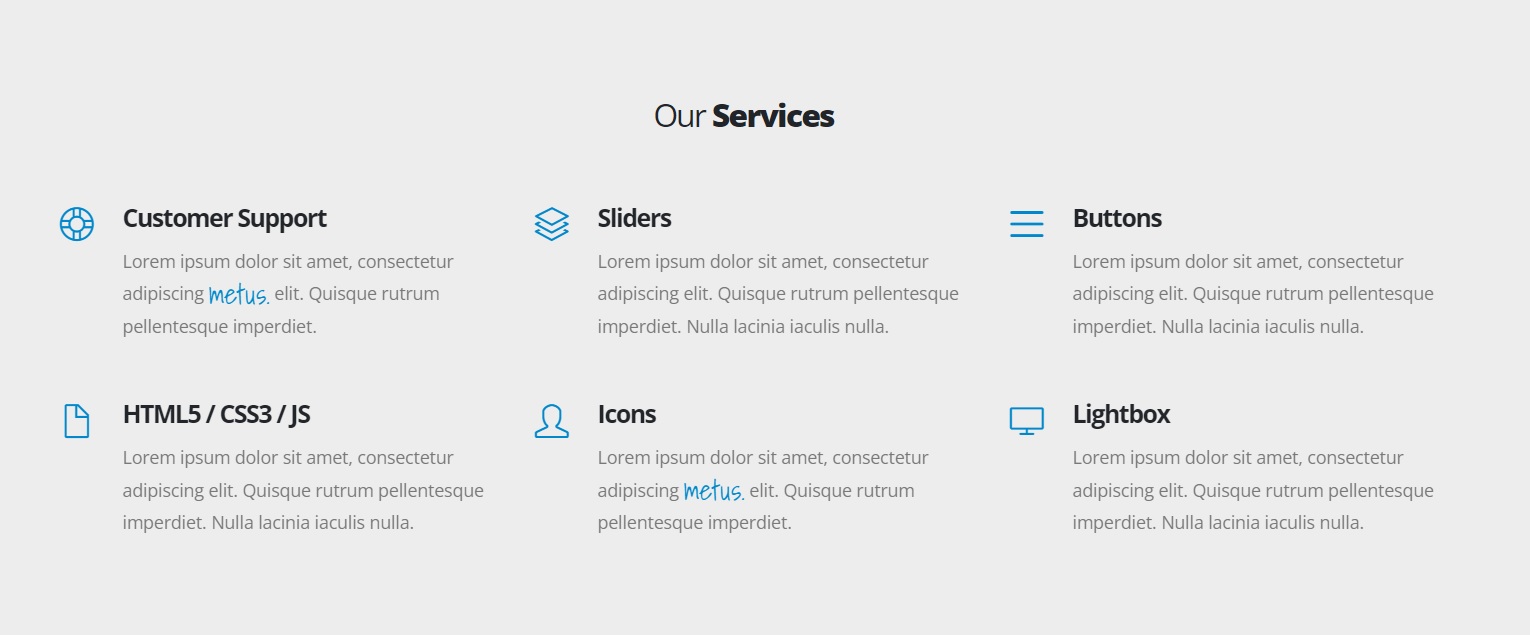 Our Services
Customer Support
Lorem ipsum dolor sit amet, consectetur
adipiscing metus. elit. Quisque rutrum
pellentesque imperdiet.
Sliders
Lorem ipsum dolor sit amet, consectetur
adipiscing elit. Quisque rutrum pellentesque
imperdiet. Nulla lacinia iaculis nulla.
Buttons
Lorem ipsum dolor sit amet, consectetur
adipiscing elit. Quisque rutrum pellentesque
imperdiet. Nulla lacinia iaculis nulla.
HTML5 / CSS3 / JS
Lorem ipsum dolor sit amet, consectetur
adipiscing elit. Quisque rutrum pellentesque
imperdiet. Nulla lacinia iaculis nulla.
Icons
Lorem ipsum dolor sit amet, consectetur
adipiscing metus. elit. Quisque rutrum
pellentesque imperdiet.
Lightbox
Lorem ipsum dolor sit amet, consectetur
adipiscing elit. Quisque rutrum pellentesque
imperdiet. Nulla lacinia iaculis nulla.